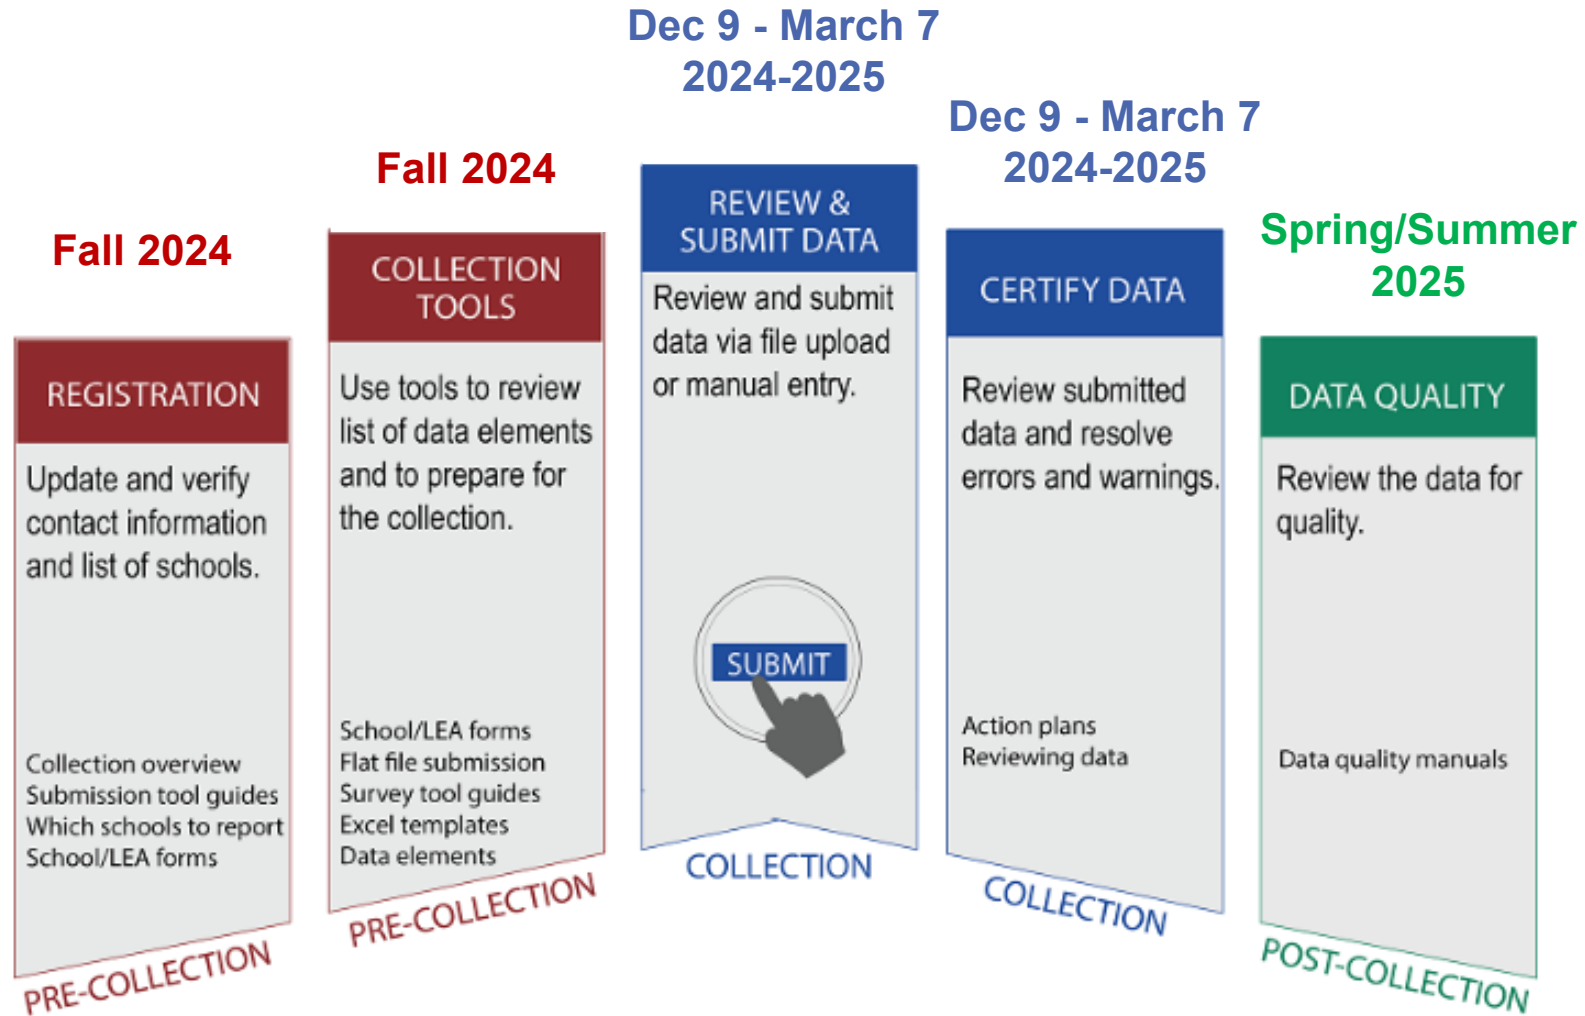 Fall 2024
REGISTRATION
Update and verify
contact information
and list of schools.
Collection overview
Submission tool guides
Which schools to report
School/LEA forms
PRE-COLLECTION
Fall 2024
COLLECTION
TOOLS
Use tools to review
list of data elements
and to prepare for
the collection.
School/LEA forms
Flat file submission
Survey tool guides
Excel templates
Data elements
PRE-COLLECTION
Dec 9 - March 7
2024-2025
REVIEW &
SUBMIT DATA
Review and submit
data via file upload
or manual entry.
SUBMIT
COLLECTION
Dec 9 - March 7
2024-2025
CERTIFY DATA
Review submitted
data and resolve
errors and warnings.
Action plans
Reviewing data
COLLECTION
Spring/Summer
2025
DATA QUALITY
Review the data for
quality.
Data quality manuals
POST-COLLECTION